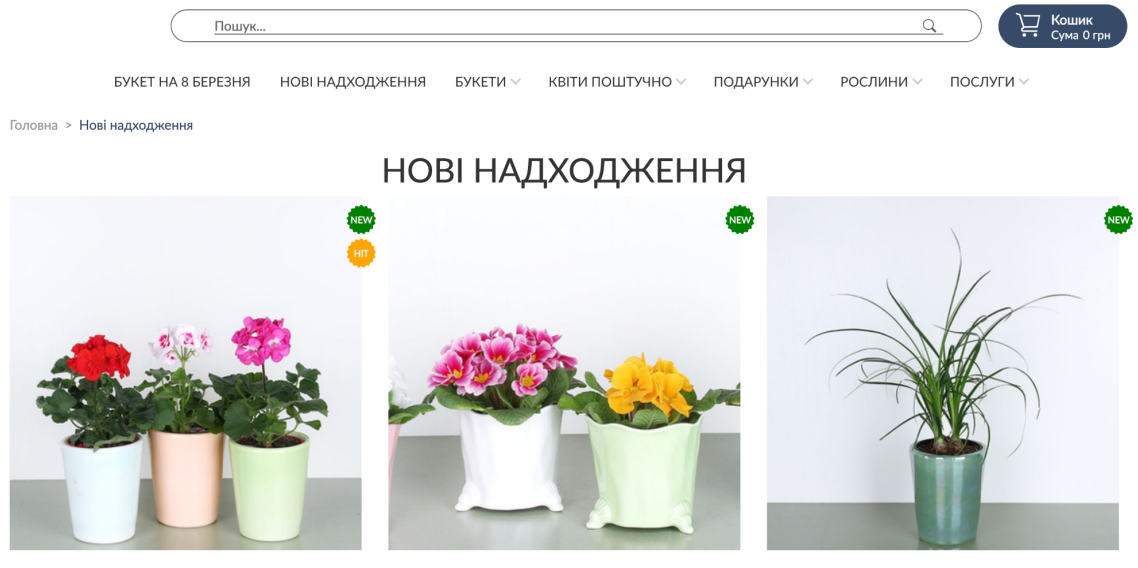 Пошук...
Кошик
Сума 0 грн
БУКЕТ НА 8 БЕРЕЗНЯ НОВІ НАДХОДЖЕННЯ БУКЕТИ КВІТИ ПОШТУЧНО ПОДАРУНКИ РОСЛИНИ ПОСЛУГИ
Головна > Нові надходження
НОВІ НАДХОДЖЕННЯ
NEW
HIT
NEW
NEW